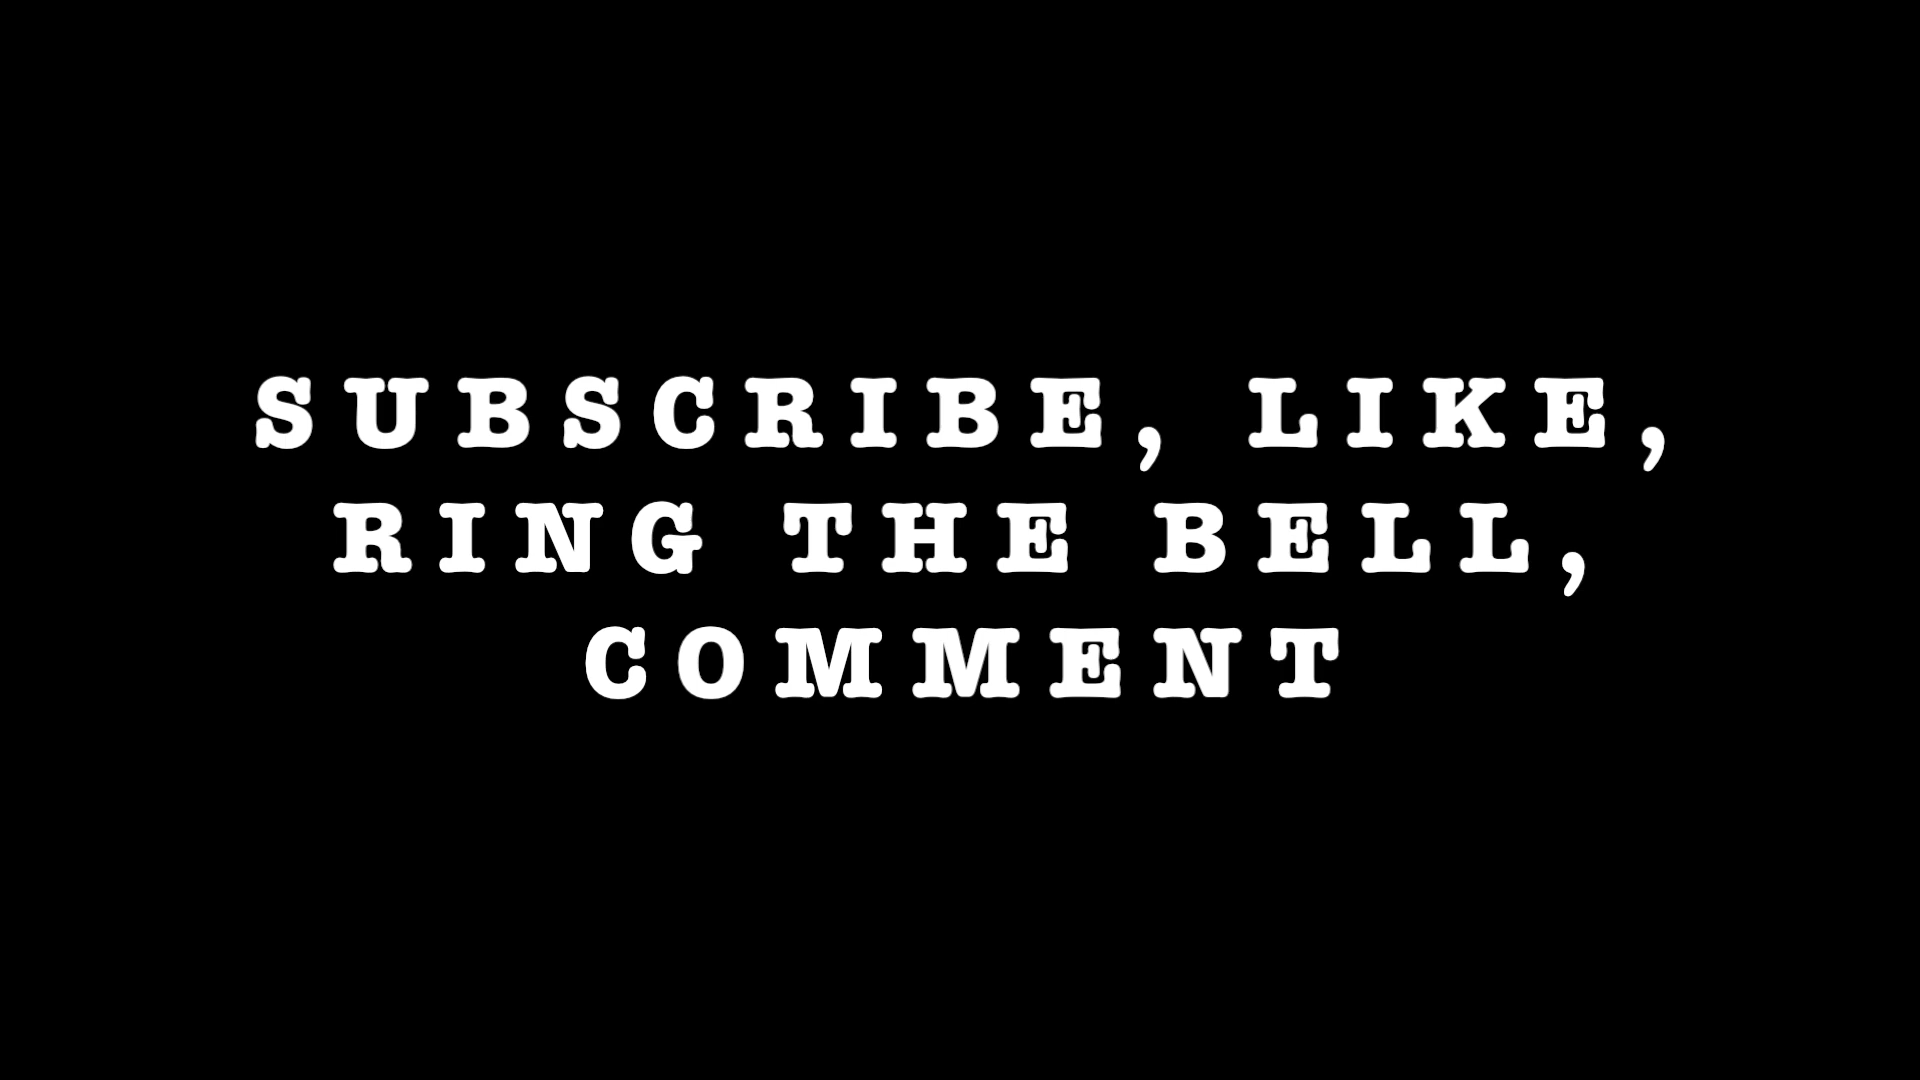 SUBSCRIBE, LIKE,
RING THE BELL,
COMMENT